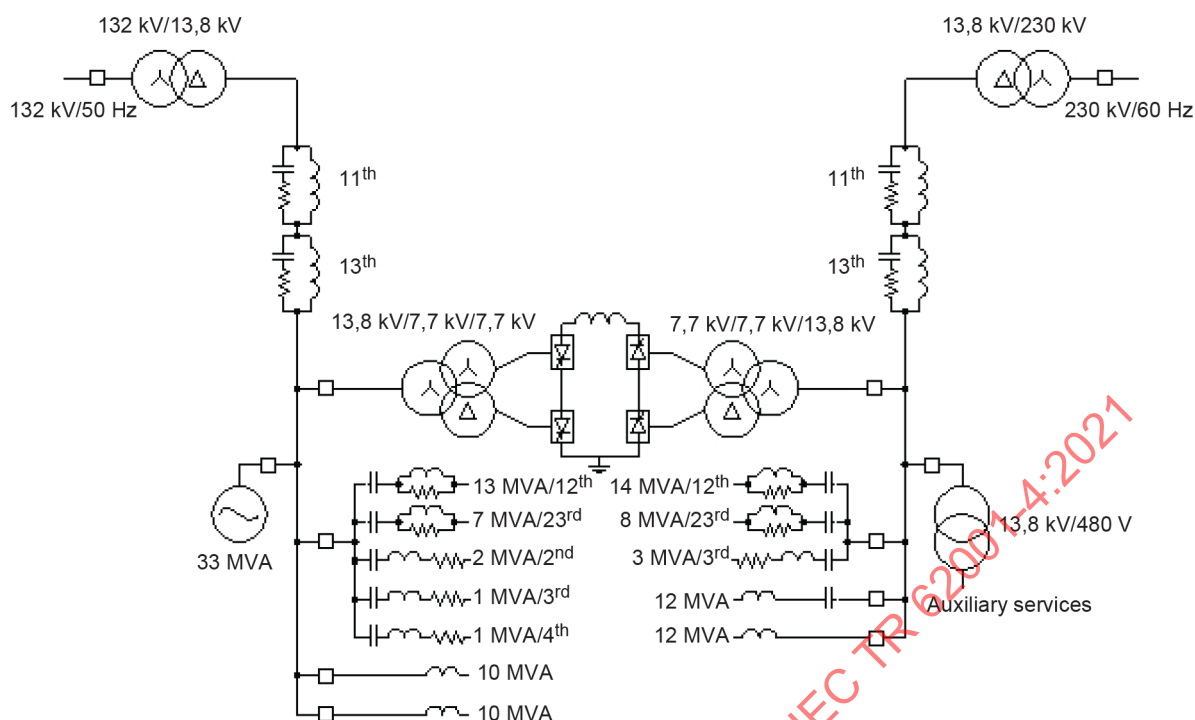 132 kV/13,8 kV
13,8 kV/230 kV
132 kV/50 Hz
230 kV/60 Hz
11th
11th
13th
13th
13,8 kV/7,7 kV/7,7 kV
7,7 kV/7,7 kV/13,8 kV
13 MVA/12th
14 MVA/12th
7 MVA/23rd
8 MVA/23rd
13,8 kV/480 V
33 MVA
2 MVA/2nd
3 MVA/3rd
1 MVA/3rd
12 MVA
Auxiliary services
1 MVA/4th
12 MVA
10 MVA
10 MVA
IEC TR 62001-4:2021